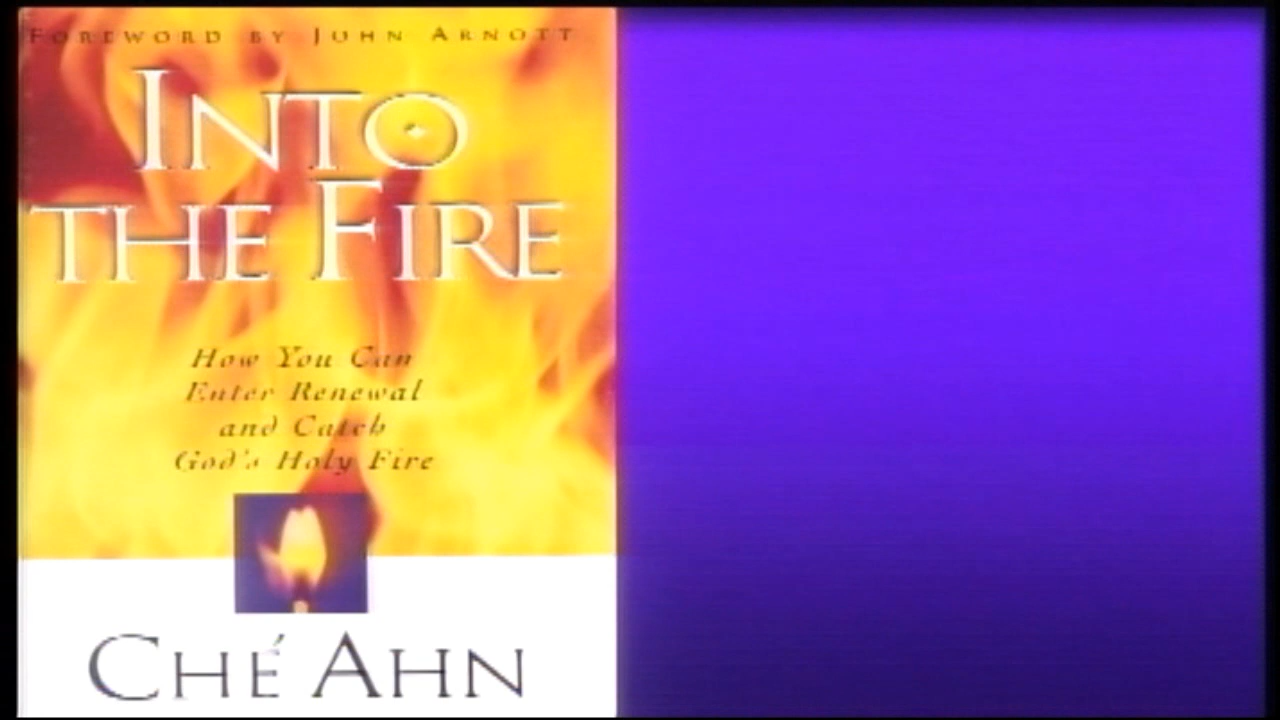 FOREWORD BY JOHN ARNOTT
INTO
THE FIRE
How You Can
Enter Renewal
and Catch
God's Holy Fire
CHÉ AHN